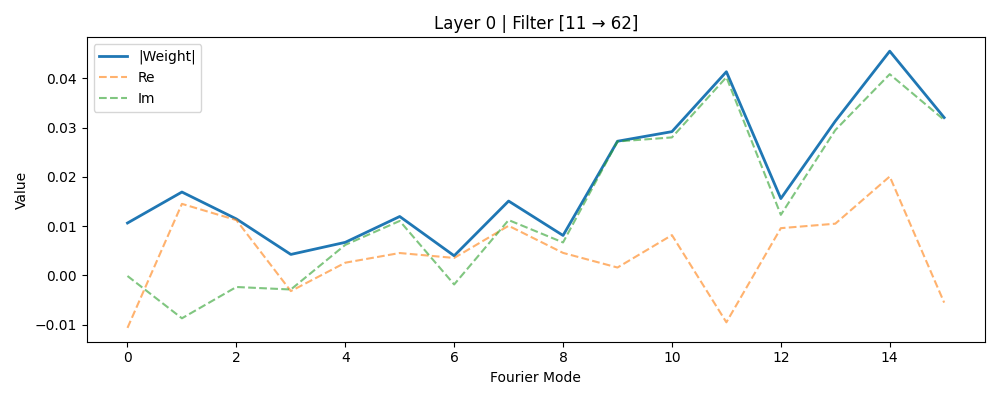 Layer 0 | Filter [11 → 62]
|Weight|
Re
Im
Value
0.04
0.03
0.02
0.01
0.00
−0.01
0 2 4 6 8 10 12 14
Fourier Mode